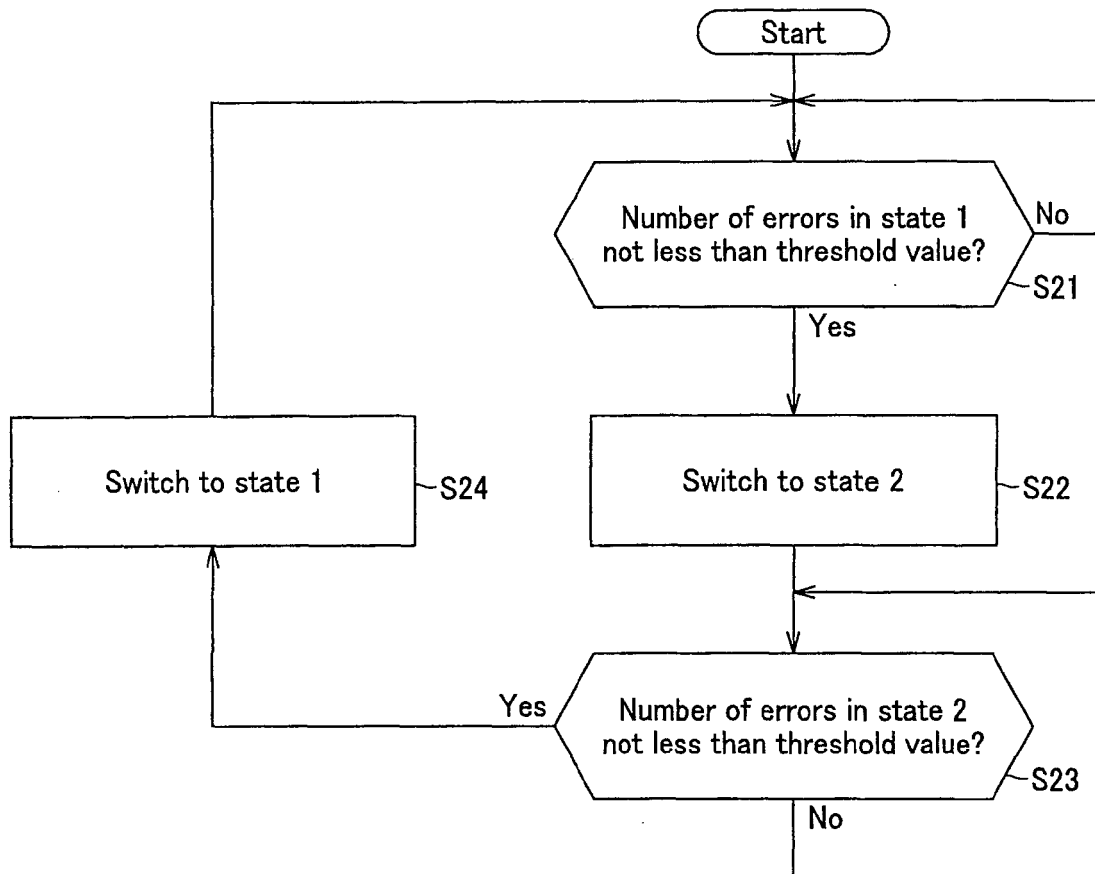 Start
Number of errors in state 1
not less than threshold value?
No
S21
Yes
Switch to state 1
S24
Switch to state 2
S22
Yes
Number of errors in state 2
not less than threshold value?
S23
No